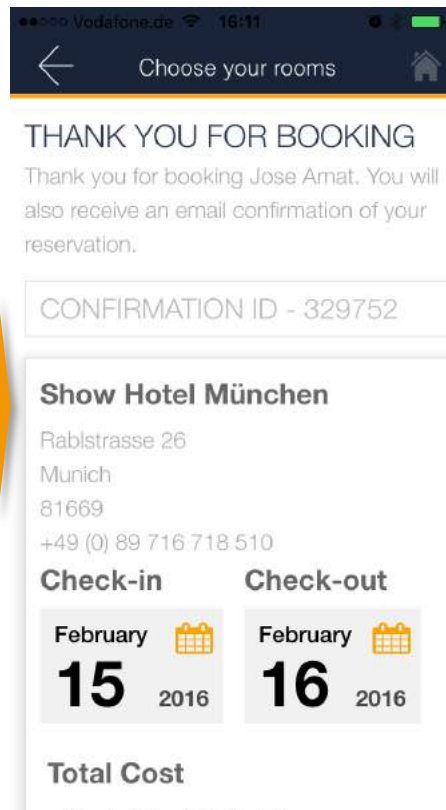 Vodafone.de 16:11
Choose your rooms
THANK YOU FOR BOOKING
Thank you for booking Jose Amat. You will
also receive an email confirmation of your
reservation.
CONFIRMATION ID - 329752
Show Hotel München
Rablstrasse 26
Munich
81669
+49 (0) 89 716 718 510
Check-in Check-out
February February
15 2016 16 2016
Total Cost